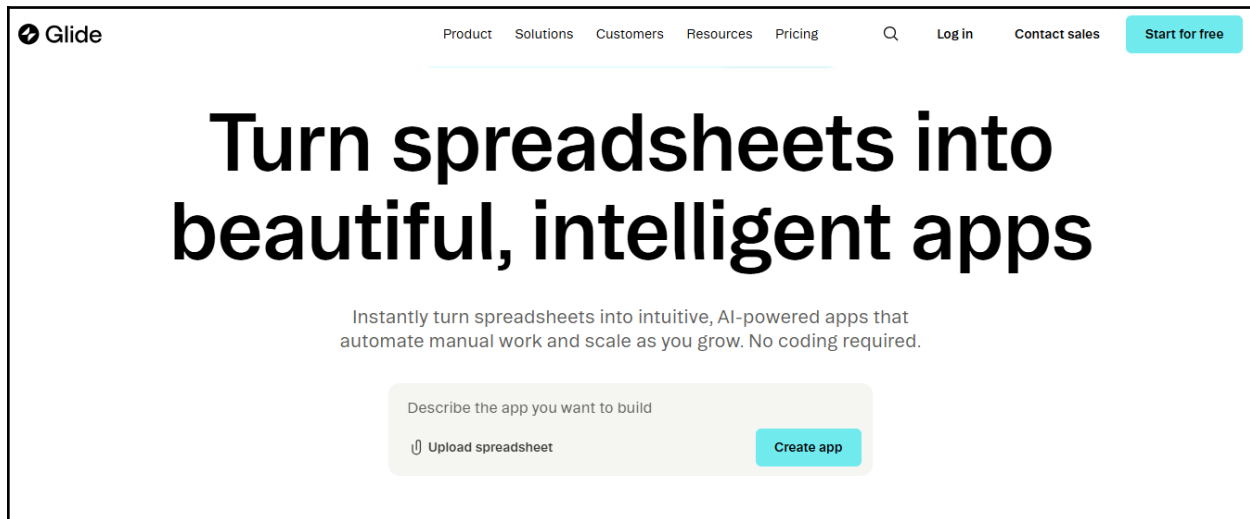 Glide
Product Solutions Customers Resources Pricing Log in Contact sales Start for free
Turn spreadsheets into
beautiful, intelligent apps
Instantly turn spreadsheets into intuitive, AI-powered apps that
automate manual work and scale as you grow. No coding required.
Describe the app you want to build
Upload spreadsheet Create app